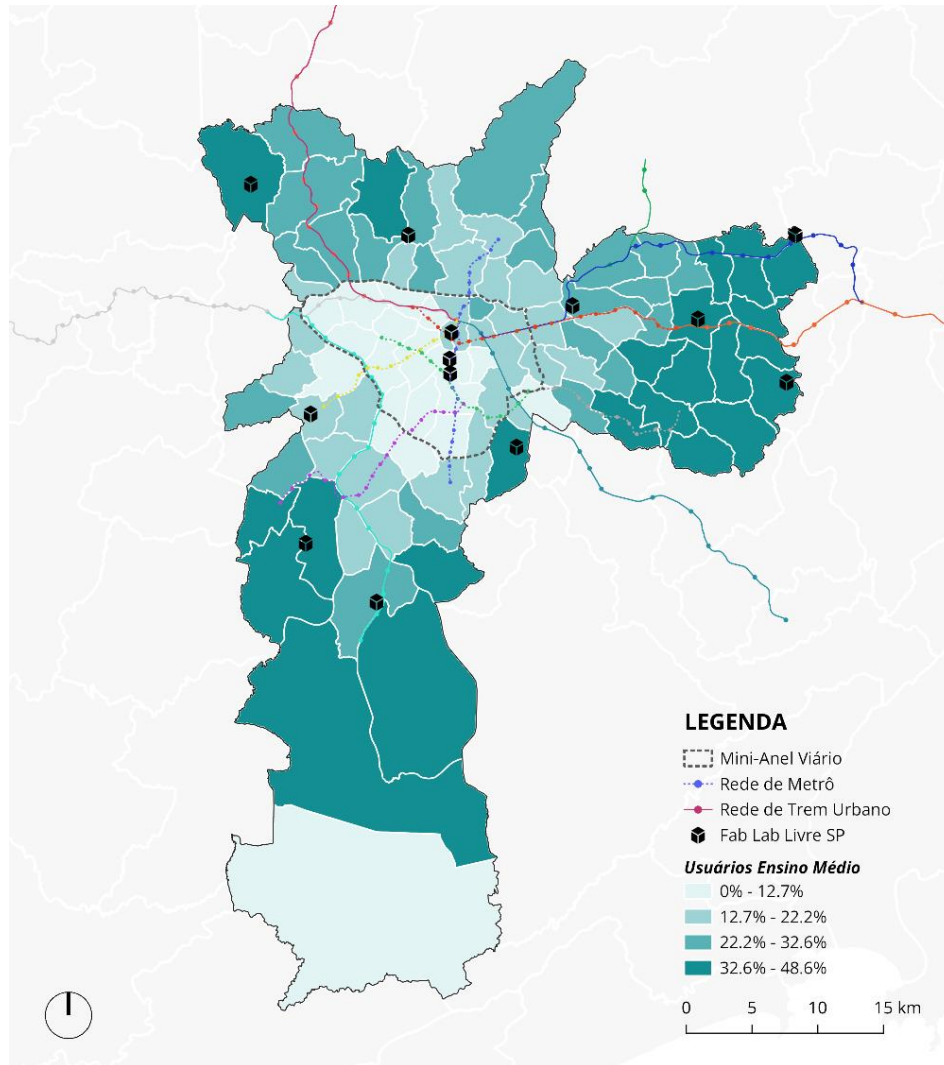 LEGENDA
Mini-Anel Viário
Rede de Metrô
Rede de Trem Urbano
Fab Lab Livre SP
Usuários Ensino Médio
0% - 12.7%
12.7% - 22.2%
22.2% - 32.6%
32.6% - 48.6%
0 5 10 15 km